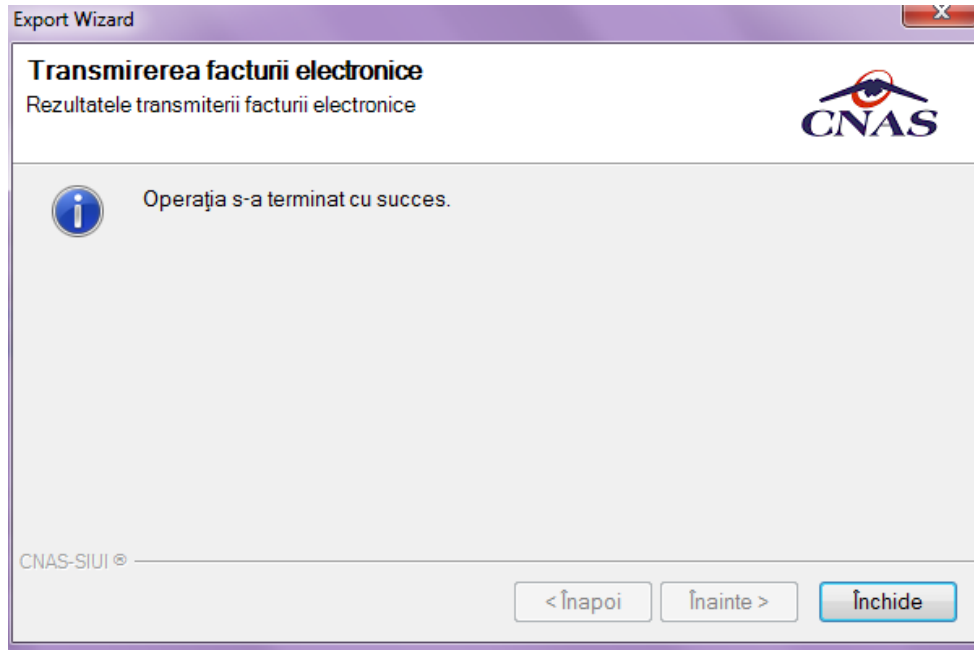 Export Wizard
Transmirerea facturii electronice
Rezultatele transmiterii facturii electronice
CNAS
Operaţia s-a terminat cu succes.
CNAS-SIUI ®
< Înapoi
Înainte >
Închide